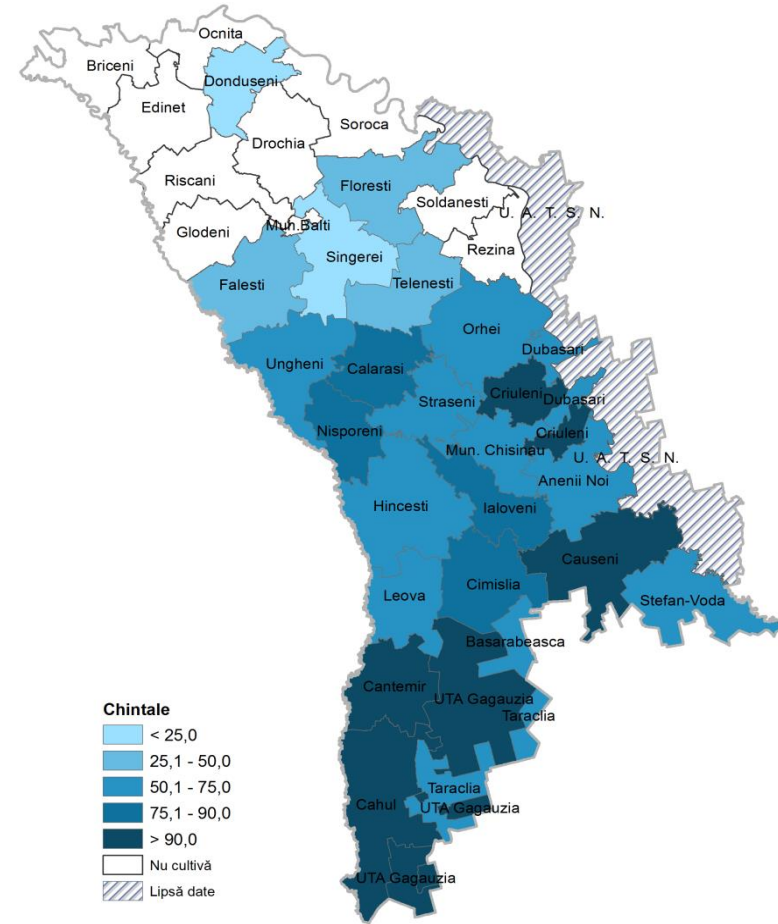 Ocnita
Briceni
Donduseni
Edinet
Soroca
Drochia
Riscani
Floresti
Soldanesti
U. A. T. S. N.
Mun.Balti
Glodeni
Rezina
Singerei
Falesti
Telenesti
Orhei
Dubasari
Ungheni
Calarasi
Criuleni
Dubasari
Straseni
Nisporeni
Criuleni
Mun. Chisinau
U. A. T. S. N.
Anenii Noi
Hincesti
Ialoveni
Causeni
Cimislia
Leova
Stefan-Voda
Basarabeasca
Cantemir
UTA Gagauzia
Taraclia
Taraclia
Cahul
UTA Gagauzia
UTA Gagauzia
Chintale
< 25,0
25,1 - 50,0
50,1 - 75,0
75,1 - 90,0
> 90,0
Nu cultivă
Lipsă date